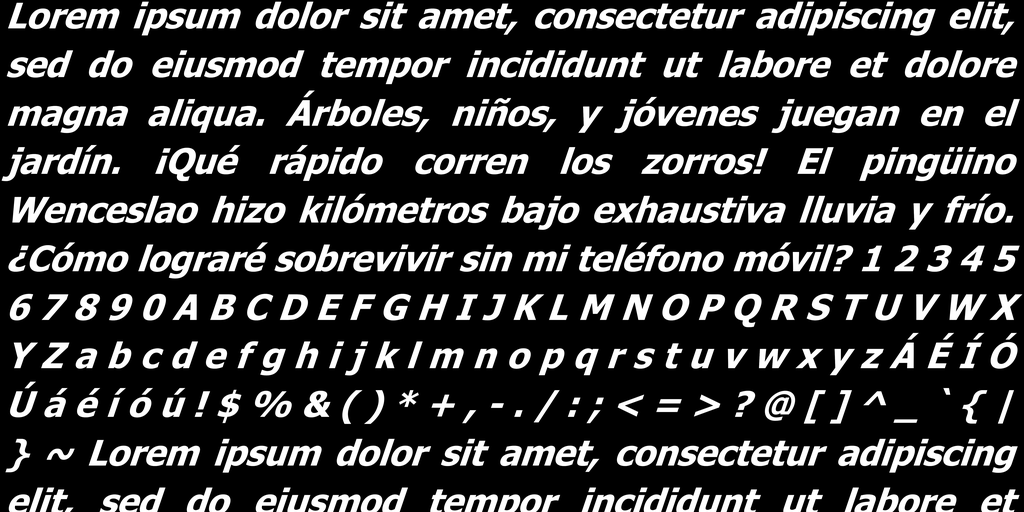 Lorem ipsum dolor sit amet, consectetur adipiscing elit,
sed do eiusmod tempor incididunt ut labore et dolore
magna aliqua. Árboles, niños, y jóvenes juegan en el
jardín. ¡Qué rápido corren los zorros! El pingüino
Wenceslao hizo kilómetros bajo exhaustiva lluvia y frío.
¿Cómo lograré sobrevivir sin mi teléfono móvil? 1 2 3 4 5
6 7 8 9 0 A B C D E F G H I J K L M N O P Q R S T U V W X
Y Z a b c d e f g h i j k l m n o p q r s t u v w x y z Á É Í Ó
Ú á é í ó ú ! $ % & ( ) * + , - . / : ; < = > ? @ [ ] ^ _ ` { |
} ~ Lorem ipsum dolor sit amet, consectetur adipiscing
elit, sed do eiusmod tempor incididunt ut labore et